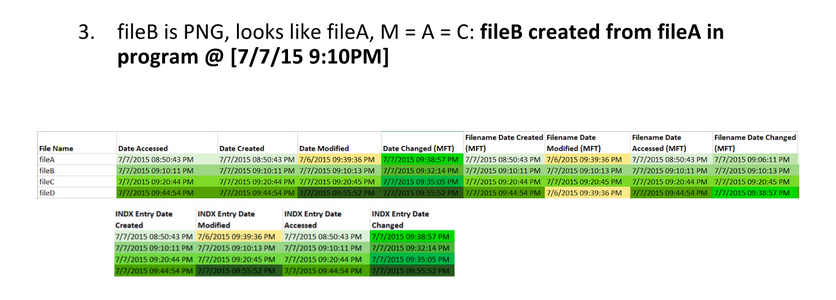 3. fileB is PNG, looks like fileA, M = A = C: fileB created from fileA in
program @ [7/7/15 9:10PM]
Filename Date Created Filename Date Filename Date Filename Date Changed
File Name Date Accessed Date Created Date Modified Date Changed (MFT) (MFT) Modified (MFT) Accessed (MFT) (MFT)
fileA 7/7/2015 08:50:43 PM 7/7/2015 08:50:43 PM 7/6/2015 09:39:36 PM 7/7/2015 09:38:57 PM 7/7/2015 08:50:43 PM 7/6/2015 09:39:36 PM 7/7/2015 08:50:43 PM 7/7/2015 09:06:11 PM
fileB 7/7/2015 09:10:11 PM 7/7/2015 09:10:11 PM 7/7/2015 09:10:13 PM 7/7/2015 09:32:14 PM 7/7/2015 09:10:11 PM 7/7/2015 09:10:13 PM 7/7/2015 09:10:11 PM 7/7/2015 09:10:13 PM
fileC 7/7/2015 09:20:44 PM 7/7/2015 09:20:44 PM 7/7/2015 09:20:45 PM 7/7/2015 09:35:05 PM 7/7/2015 09:20:44 PM 7/7/2015 09:20:45 PM 7/7/2015 09:20:44 PM 7/7/2015 09:20:45 PM
fileD 7/7/2015 09:44:54 PM 7/7/2015 09:44:54 PM 7/7/2015 09:55:52 PM 7/7/2015 09:55:52 PM 7/7/2015 09:44:54 PM 7/6/2015 09:39:36 PM 7/7/2015 09:44:54 PM 7/7/2015 09:38:57 PM
INDX Entry Date INDX Entry Date INDX Entry Date INDX Entry Date
Created Modified Accessed Changed
7/7/2015 08:50:43 PM 7/6/2015 09:39:36 PM 7/7/2015 08:50:43 PM 7/7/2015 09:38:57 PM
7/7/2015 09:10:11 PM 7/7/2015 09:10:13 PM 7/7/2015 09:10:11 PM 7/7/2015 09:32:14 PM
7/7/2015 09:20:44 PM 7/7/2015 09:20:45 PM 7/7/2015 09:20:44 PM 7/7/2015 09:35:05 PM
7/7/2015 09:44:54 PM 7/7/2015 09:55:52 PM 7/7/2015 09:44:54 PM 7/7/2015 09:55:52 PM